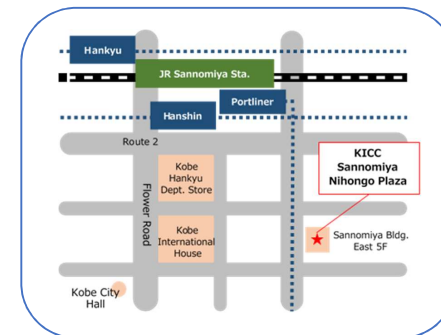 Hankyu
JR Sannomiya Sta.
Portliner
Hanshin
Route 2
KICC
Sannomiya
Nihongo Plaza
Kobe
Hankyu
Dept. Store
Flower Road
Kobe
International
House
Sannomiya Bldg.
East 5F
Kobe City
Hall